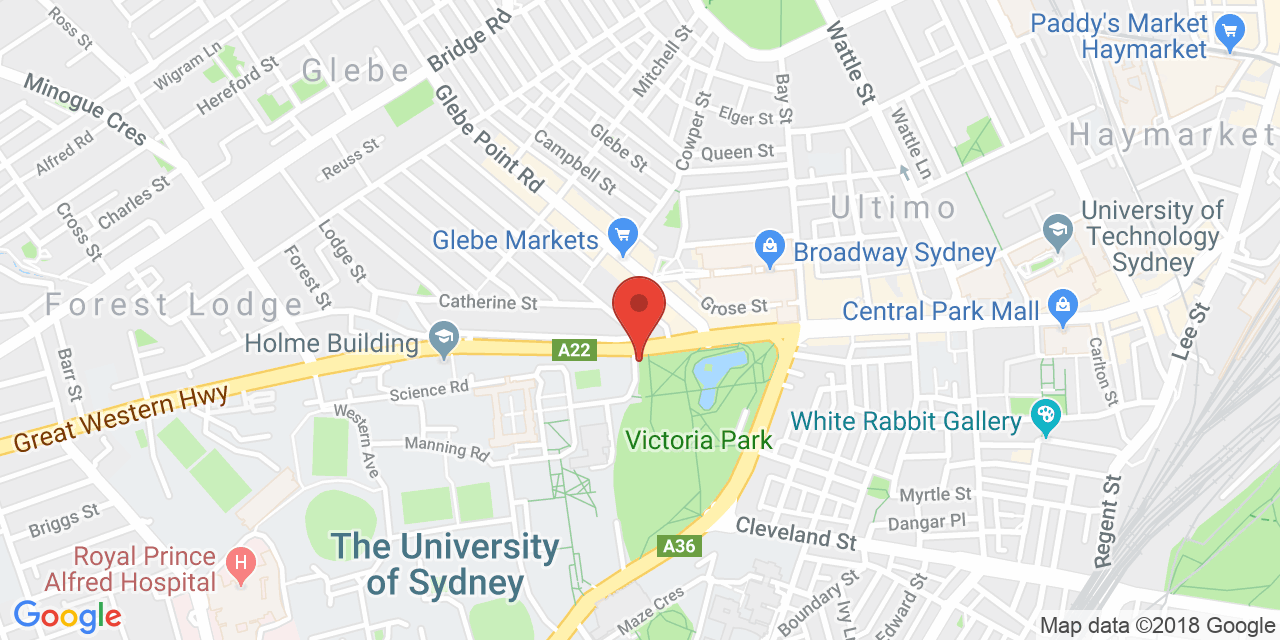 Ross St
Wigram Ln
Bridge Rd
Mitchell St
Wattle St
Paddy's Market
Haymarket
Glebe
Hereford St
Minogue Cres
Glebe Point Rd
Bay St
Elger St
Cowper St
Wattle Ln
Haymarket
Alfred Rd
Reuss St
Campbell St
Glebe St
Queen St
Charles St
Cross St
Ultimo
University of
Technology
Sydney
Lodge St
Forest St
Glebe Markets
Broadway Sydney
Forest Lodge
Catherine St
Grose St
Central Park Mall
Lee St
Holme Building
A22
Barr St
Science Rd
Carlton St
Great Western Hwy
Western Ave
Manning Rd
Victoria Park
White Rabbit Gallery
Briggs St
Myrtle St
Dangar Pl
Regent St
Cleveland St
The University
of Sydney
A36
Royal Prince
Alfred Hospital
H
Maze Cres
Boundary St
Ivy Ln
Edward St
Google
Map data ©2018 Google